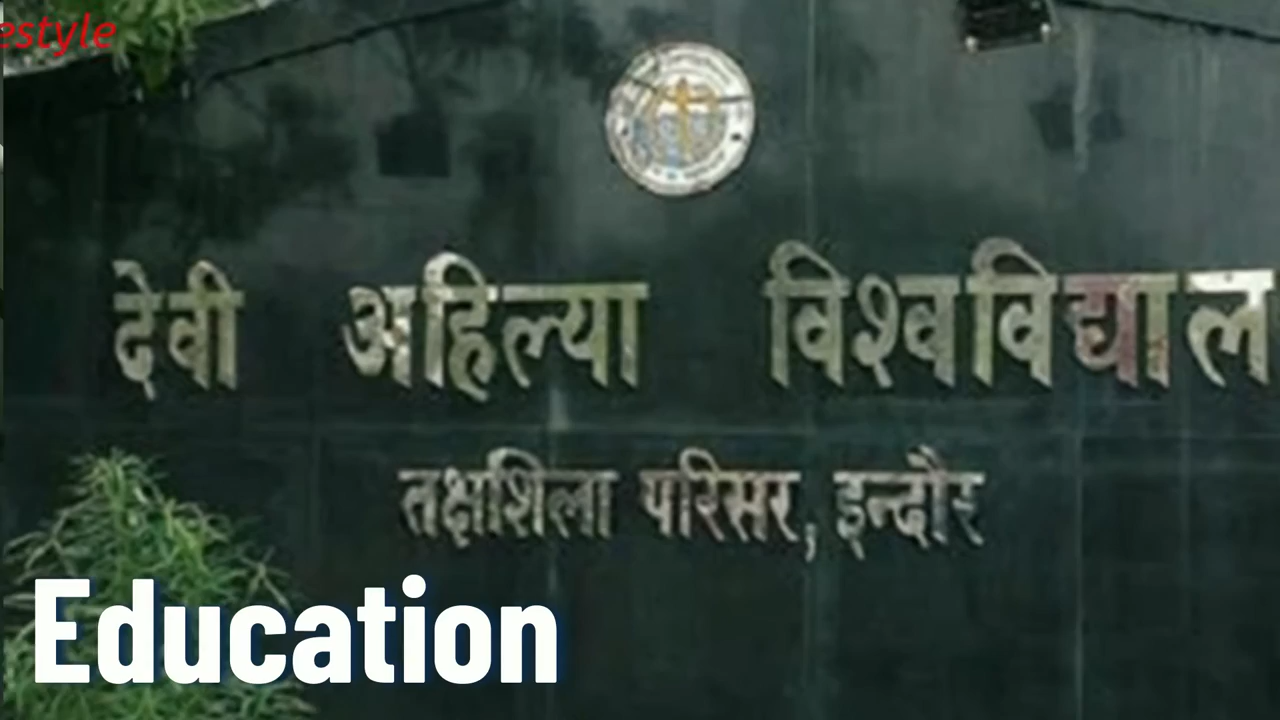 estyle
देवी अहिल्या विश्वविद्याल
तक्षशिला परिसर, इन्दौर
Education